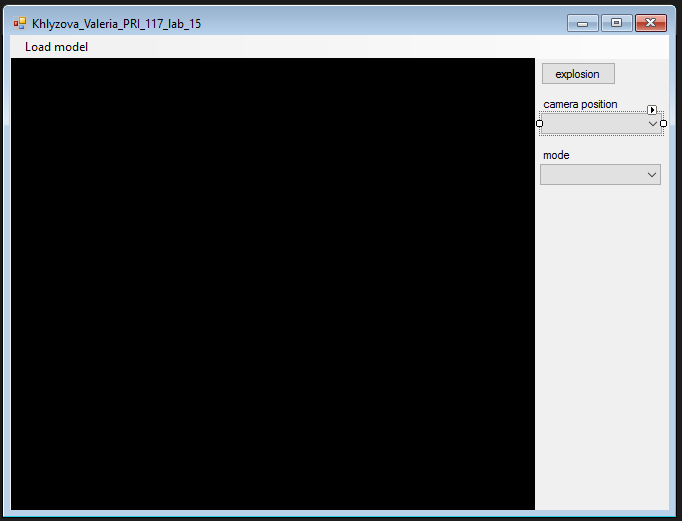 Khlyzova_Valeria_PRI_117_lab_15
Load model
explosion
camera position
mode